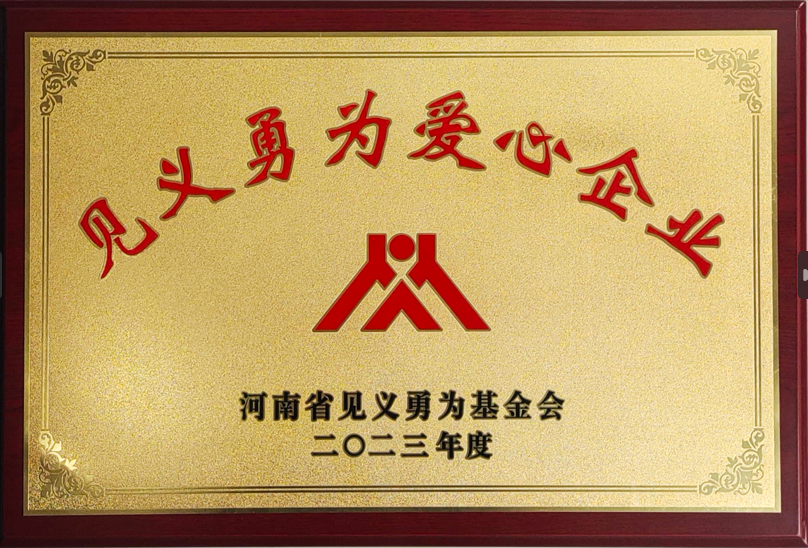 见义勇为爱心企业
河南省见义勇为基金会
二〇二三年度